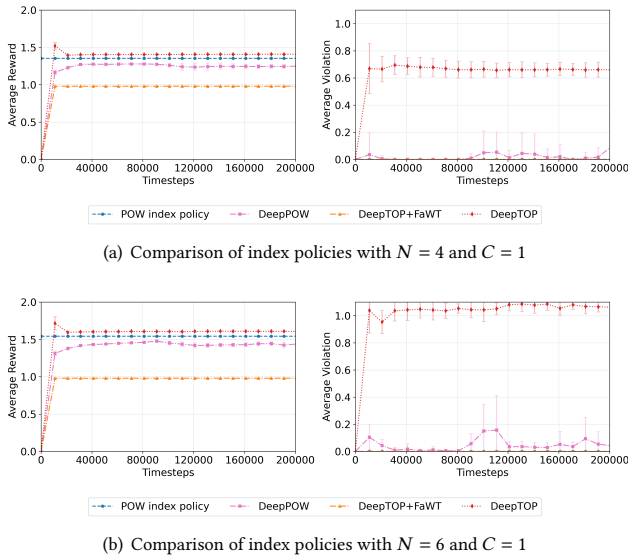 2.0
1.5
1.0
0.5
0.0
Average Reward
0 40000 80000 120000 160000 200000
Timesteps
1.0
0.8
0.6
0.4
0.2
0.0
Average Violation
0 40000 80000 120000 160000 200000
Timesteps
POW index policy DeepPOW DeepTOP+FaWT DeepTOP
(a) Comparison of index policies with N = 4 and C = 1
2.0
1.5
1.0
0.5
0.0
Average Reward
0 40000 80000 120000 160000 200000
Timesteps
1.0
0.8
0.6
0.4
0.2
0.0
Average Violation
0 40000 80000 120000 160000 200000
Timesteps
POW index policy DeepPOW DeepTOP+FaWT DeepTOP
(b) Comparison of index policies with N = 6 and C = 1